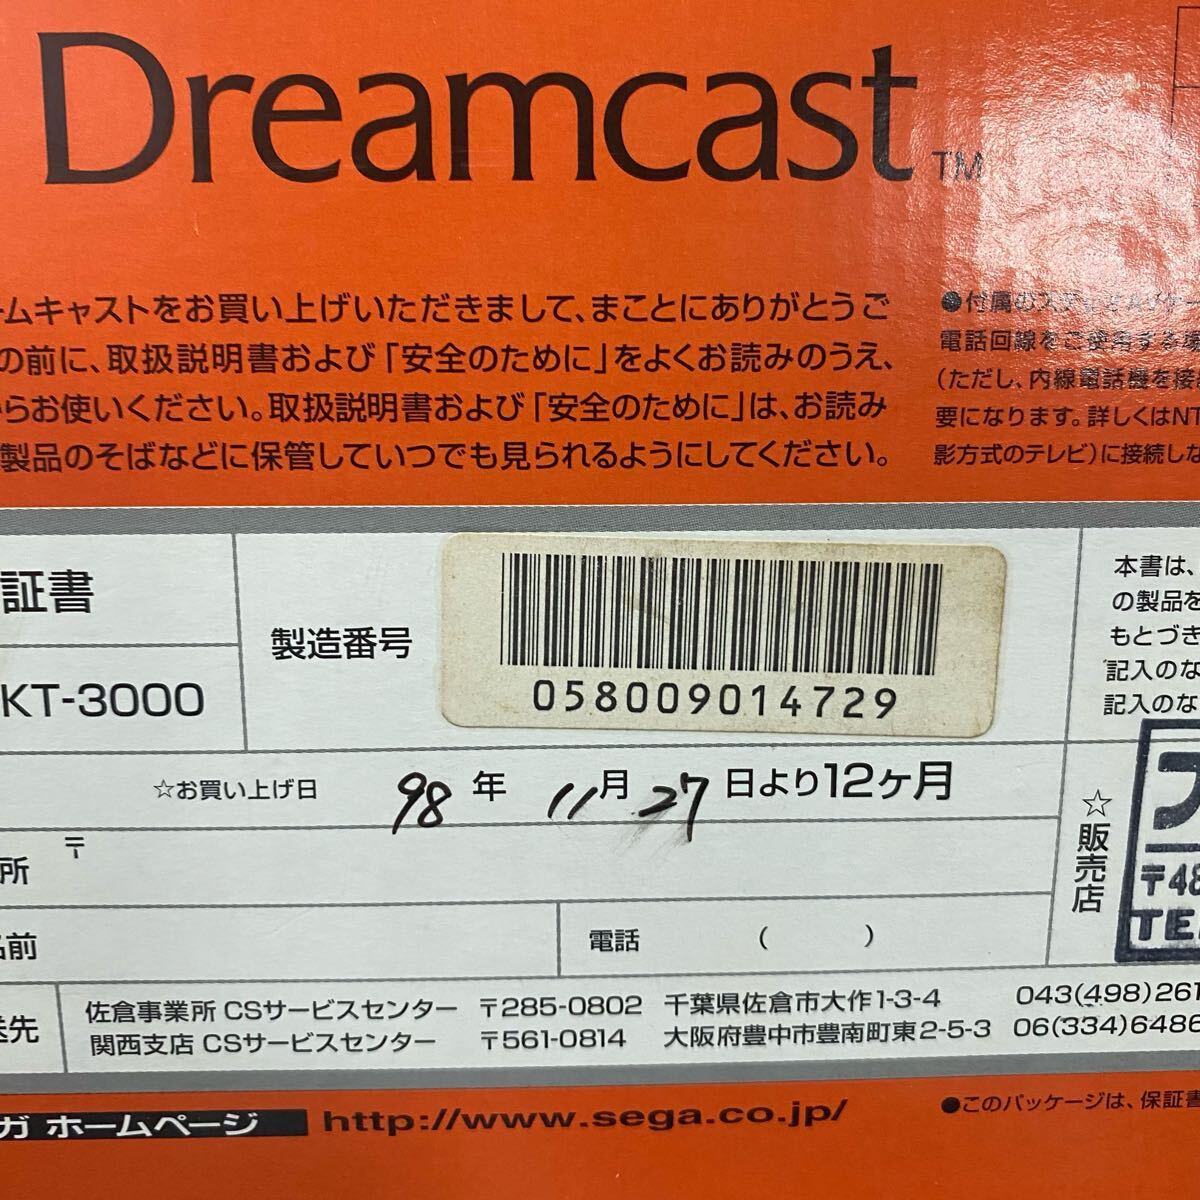 Dreamcast™
ームキャストをお買い上げいただきまして、まことにありがとうご
の前に、取扱説明書および「安全のために」をよくお読みのうえ、
からお使いください。取扱説明書および「安全のために」は、お読み
製品のそばなどに保管していつでも見られるようにしてください。
●付属の
電話回線をご使用する場
(ただし、内線電話機を接
要になります。詳しくはNT
影方式のテレビ)に接続しな
証書
KT-3000
製造番号
058009014729
本書は、
の製品を
もとづき
記入のな
記入のな
☆お買い上げ日 98年 11月 27日より12ヶ月
所 〒
名前
電話 ( )
☆販売店
〒48
TE
送先
佐倉事業所 CSサービスセンター 〒285-0802 千葉県佐倉市大作1-3-4 043(498)261
関西支店 CSサービスセンター 〒561-0814 大阪府豊中市豊南町東2-5-3 06(334)6486
ガ ホームページ http://www.sega.co.jp/
●このパッケージは、保証書